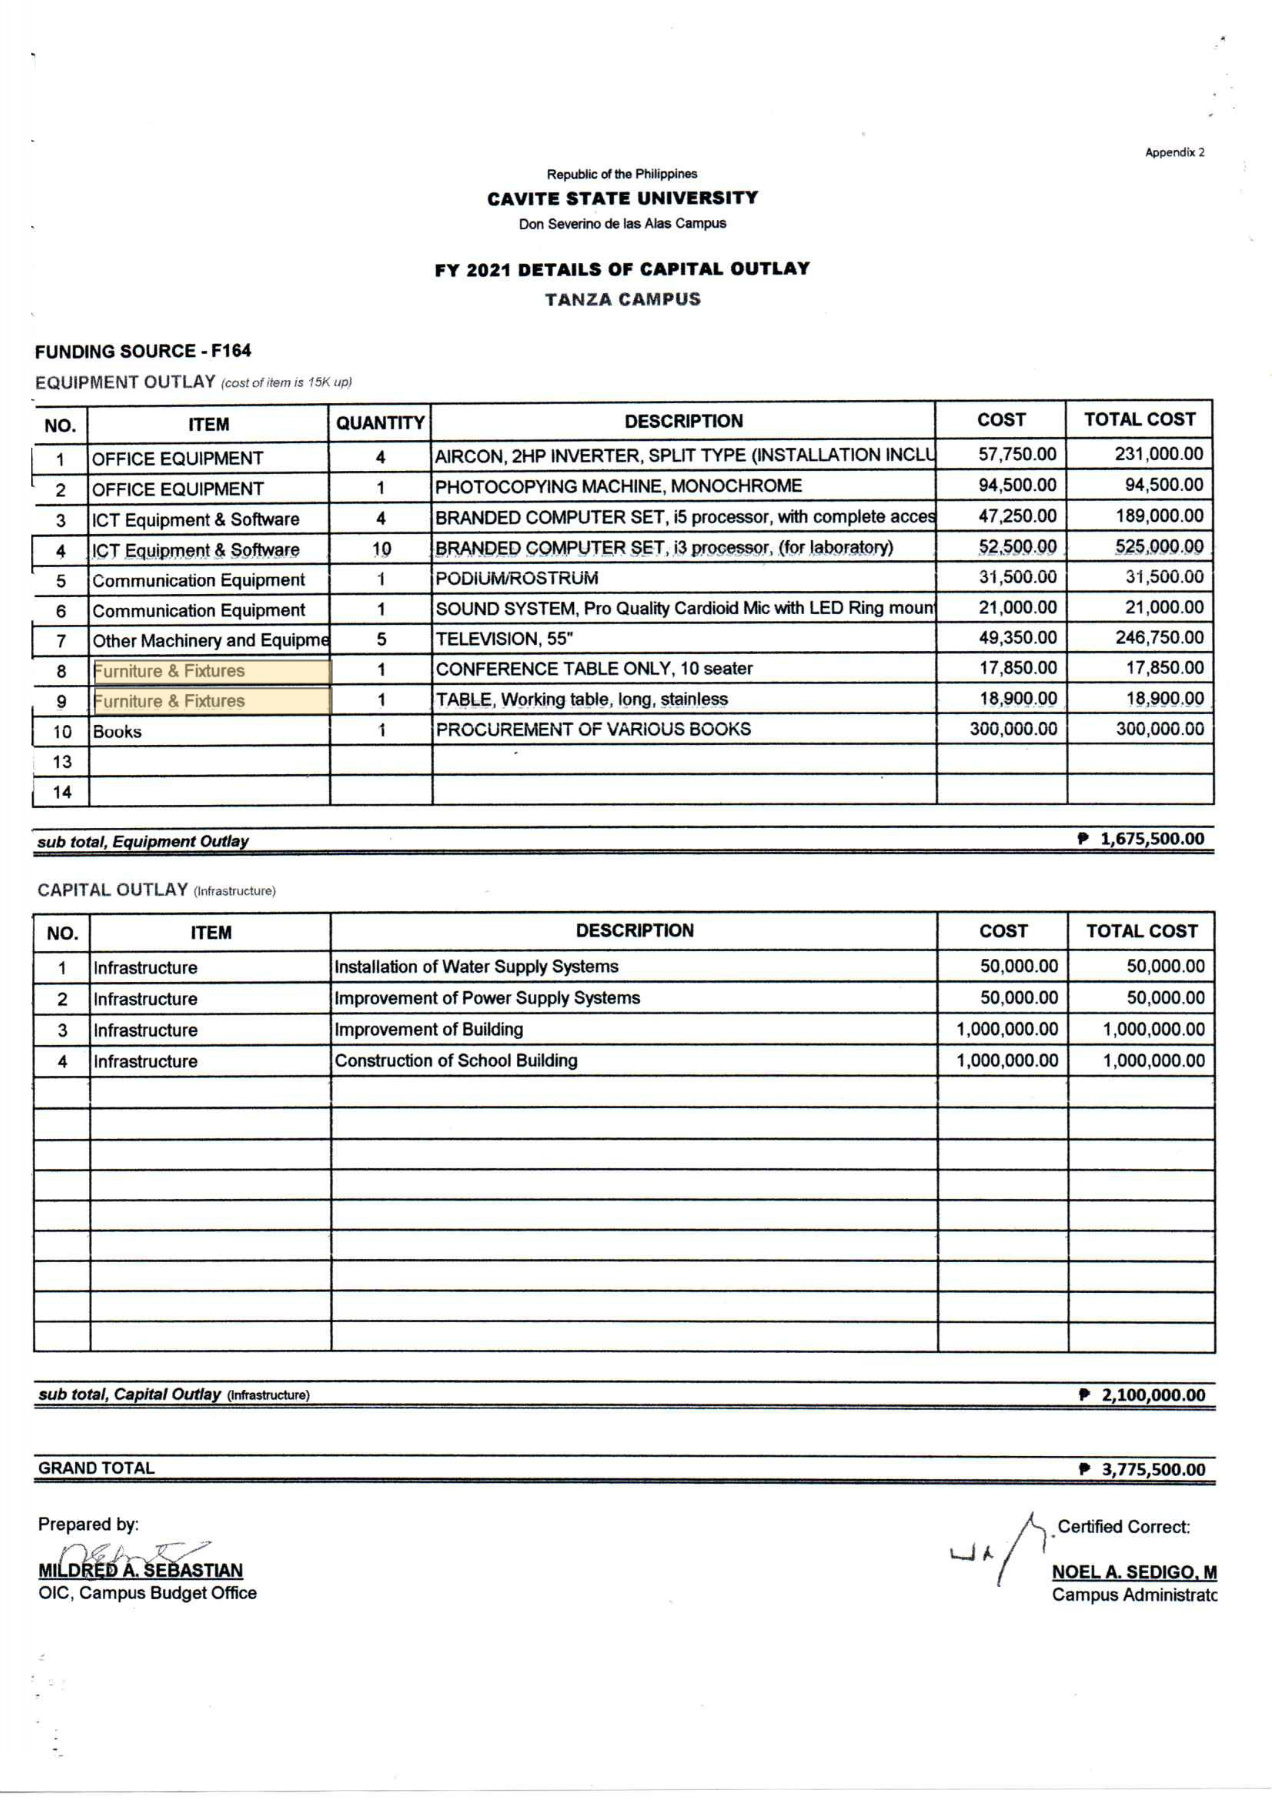 Appendix 2
Republic of the Philippines
CAVITE STATE UNIVERSITY
Don Severino de las Alas Campus
FY 2021 DETAILS OF CAPITAL OUTLAY
TANZA CAMPUS
FUNDING SOURCE - F164
EQUIPMENT OUTLAY (cost of item is 15K up)
NO. ITEM QUANTITY DESCRIPTION COST TOTAL COST
1 OFFICE EQUIPMENT 4 AIRCON, 2HP INVERTER, SPLIT TYPE (INSTALLATION INCLU 57,750.00 231,000.00
2 OFFICE EQUIPMENT 1 PHOTOCOPYING MACHINE, MONOCHROME 94,500.00 94,500.00
3 ICT Equipment & Software 4 BRANDED COMPUTER SET, i5 processor, with complete acces 47,250.00 189,000.00
4 ICT Equipment & Software 10 BRANDED COMPUTER SET, i3 processor, (for laboratory) 52,500.00 525,000.00
5 Communication Equipment 1 PODIUM/ROSTRUM 31,500.00 31,500.00
6 Communication Equipment 1 SOUND SYSTEM, Pro Quality Cardioid Mic with LED Ring moun 21,000.00 21,000.00
7 Other Machinery and Equipme 5 TELEVISION, 55" 49,350.00 246,750.00
8 Furniture & Fixtures 1 CONFERENCE TABLE ONLY, 10 seater 17,850.00 17,850.00
9 Furniture & Fixtures 1 TABLE, Working table, long, stainless 18,900.00 18,900.00
10 Books 1 PROCUREMENT OF VARIOUS BOOKS 300,000.00 300,000.00
13
14
sub total, Equipment Outlay ₱ 1,675,500.00
CAPITAL OUTLAY (Infrastructure)
NO. ITEM DESCRIPTION COST TOTAL COST
1 Infrastructure Installation of Water Supply Systems 50,000.00 50,000.00
2 Infrastructure Improvement of Power Supply Systems 50,000.00 50,000.00
3 Infrastructure Improvement of Building 1,000,000.00 1,000,000.00
4 Infrastructure Construction of School Building 1,000,000.00 1,000,000.00
sub total, Capital Outlay (Infrastructure) ₱ 2,100,000.00
GRAND TOTAL ₱ 3,775,500.00
Prepared by: Certified Correct:
MILDRED A. SEBASTIAN NOEL A. SEDIGO, M
OIC, Campus Budget Office Campus Administratc